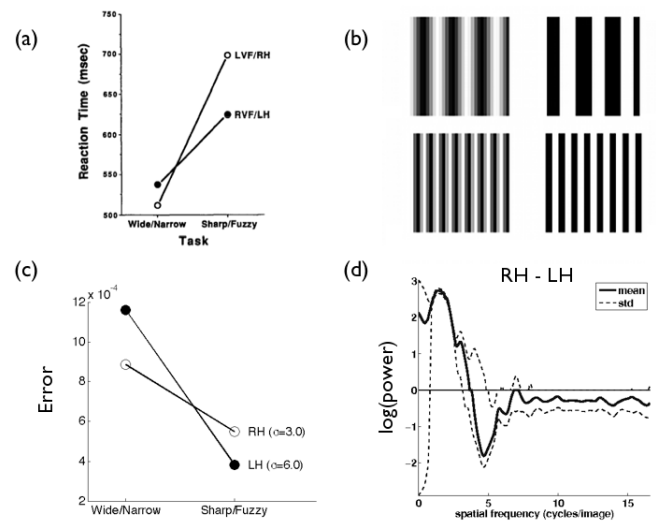 (a)
Reaction Time (msec)
750
700
650
600
550
500
LVF/RH
RVF/LH
Wide/Narrow Sharp/Fuzzy
Task
(b)
(c)
Error
12 x 10-4
10
8
6
4
2
RH (σ=3.0)
LH (σ=6.0)
Wide/Narrow Sharp/Fuzzy
(d)
RH - LH
mean
std
log(power)
3
2
1
0
-1
-2
0 5 10 15
spatial frequency (cycles/image)